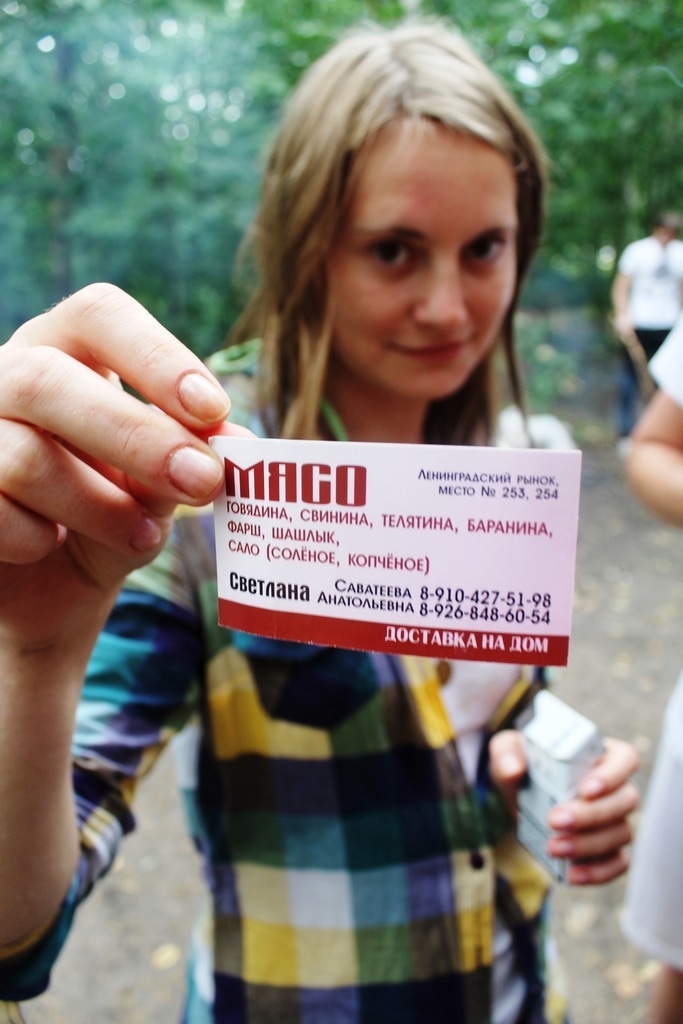 МЯСО
Ленинградский рынок,
место № 253, 254
говядина, свинина, телятина, баранина,
фарш, шашлык,
сало (солёное, копчёное)
Светлана Саватеева 8-910-427-51-98
Анатольевна 8-926-848-60-54
ДОСТАВКА НА ДОМ